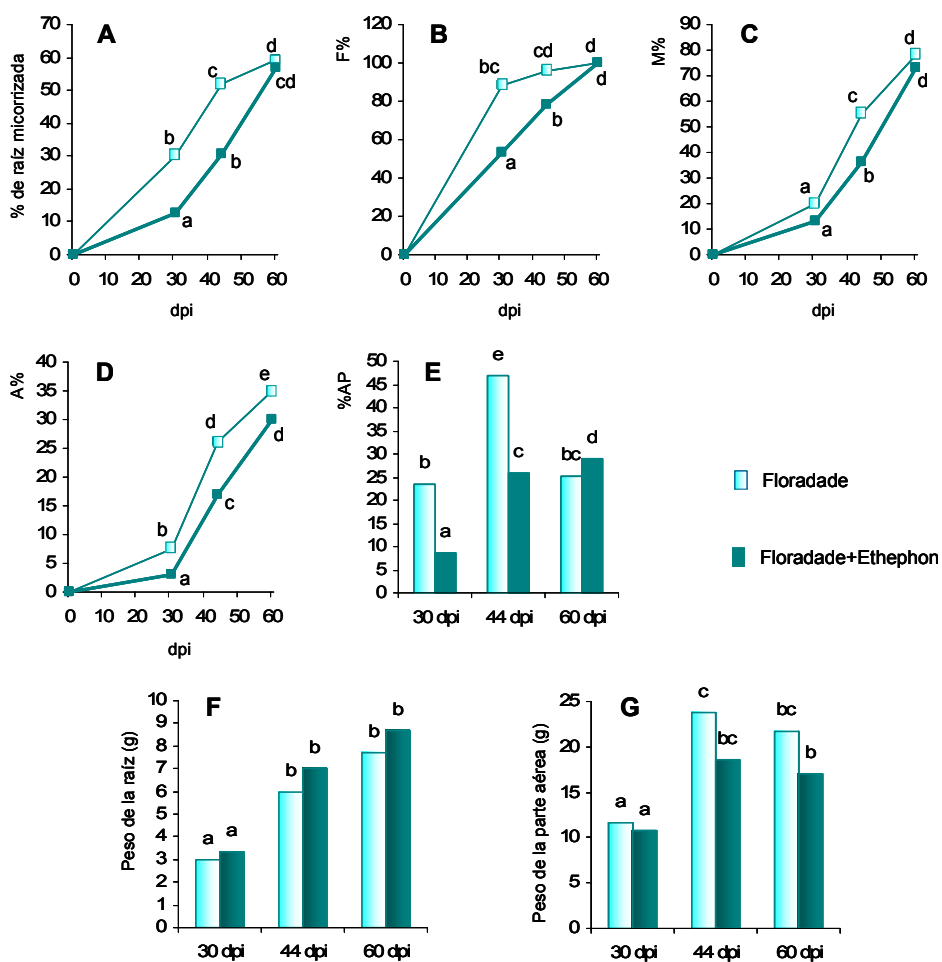 A
% de raíz micorrizada
70
60
50
40
30
20
10
0
b
c
d
a
b
cd
0 10 20 30 40 50 60
dpi
B
F%
120
100
80
60
40
20
0
bc
cd
d
a
b
d
0 10 20 30 40 50 60
dpi
C
M%
90
80
70
60
50
40
30
20
10
0
a
c
d
a
b
d
0 10 20 30 40 50 60
dpi
D
A%
40
35
30
25
20
15
10
5
0
b
d
e
a
c
d
0 10 20 30 40 50 60
dpi
E
%AP
50
45
40
35
30
25
20
15
10
5
0
b
a
e
c
bc
d
30 dpi 44 dpi 60 dpi
Floradade
Floradade+Ethephon
F
Peso de la raíz (g)
10
9
8
7
6
5
4
3
2
1
0
a a
b b
b b
30 dpi 44 dpi 60 dpi
G
Peso de la parte aérea (g)
25
20
15
10
5
0
a a
c bc
bc b
30 dpi 44 dpi 60 dpi